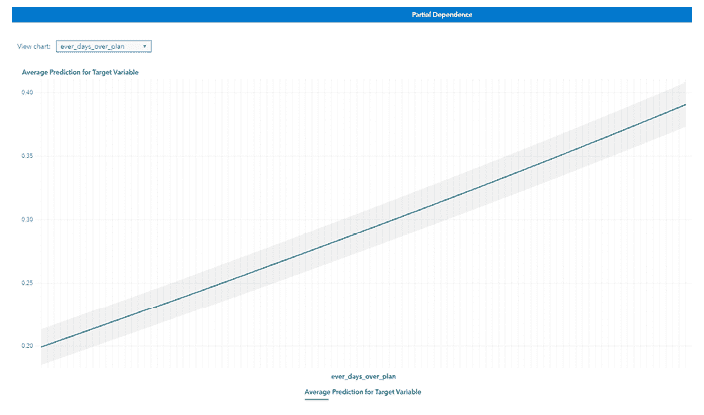 Partial Dependence
View chart: ever_days_over_plan
Average Prediction for Target Variable
0.40
0.35
0.30
0.25
0.20
ever_days_over_plan
Average Prediction for Target Variable